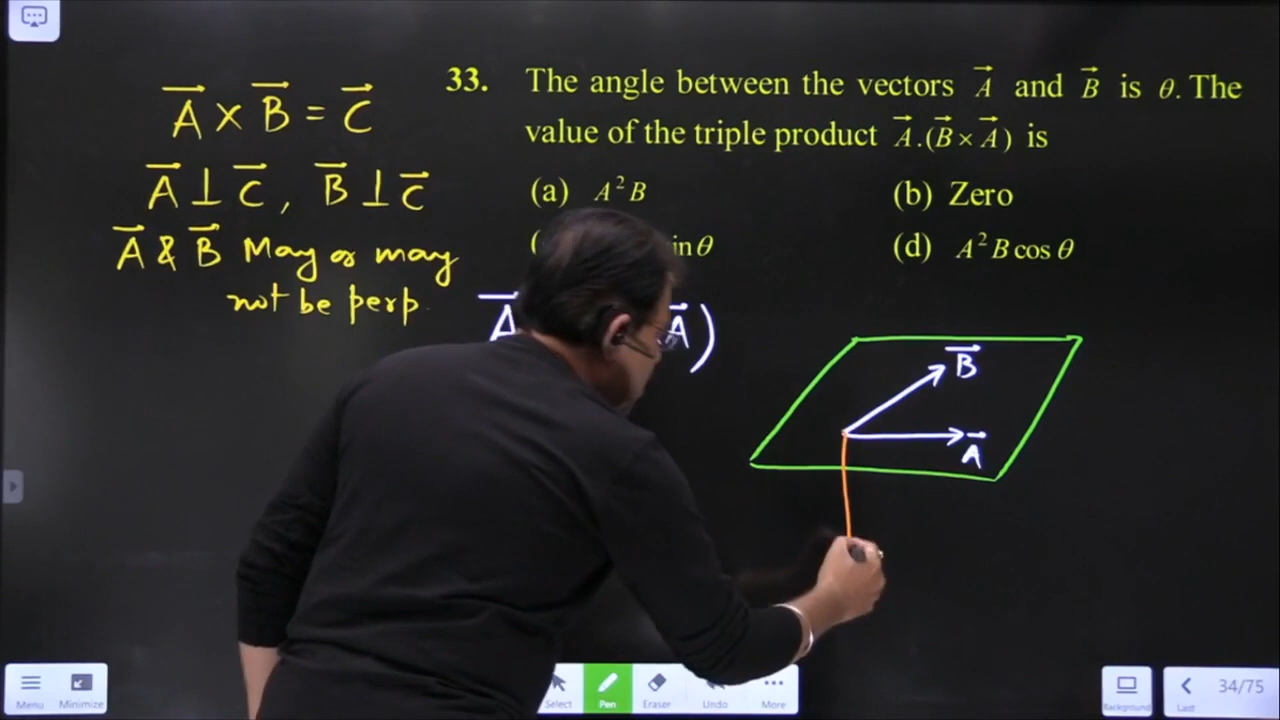 A⃗ × B⃗ = C⃗
A⃗ ⊥ C⃗, B⃗ ⊥ C⃗
A⃗ & B⃗ May or may
not be perp.
33. The angle between the vectors A⃗ and B⃗ is θ. The
value of the triple product A⃗.(B⃗ × A⃗) is
(a) A²B (b) Zero
(d) A²B cos θ
A⃗ A⃗)
B⃗
A⃗
Menu Minimize Select Pen Eraser Undo More Background Last 34/75